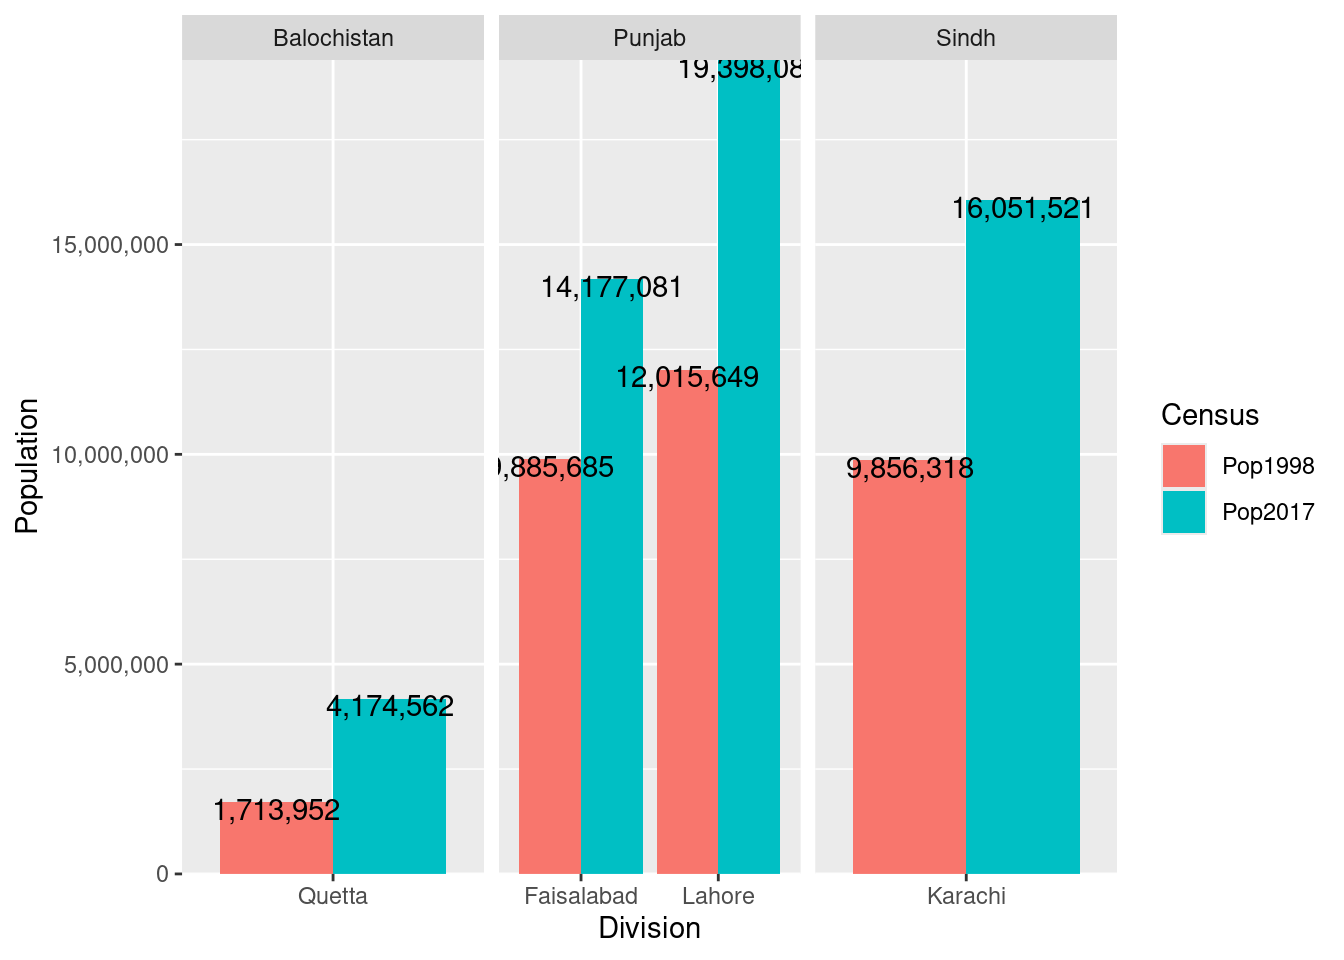 Balochistan
Punjab
Sindh
19,398,08
16,051,521
15,000,000
14,177,081
12,015,649
10,000,000
,885,685
9,856,318
5,000,000
4,174,562
1,713,952
0
Quetta
Faisalabad
Lahore
Karachi
Division
Population
Census
Pop1998
Pop2017